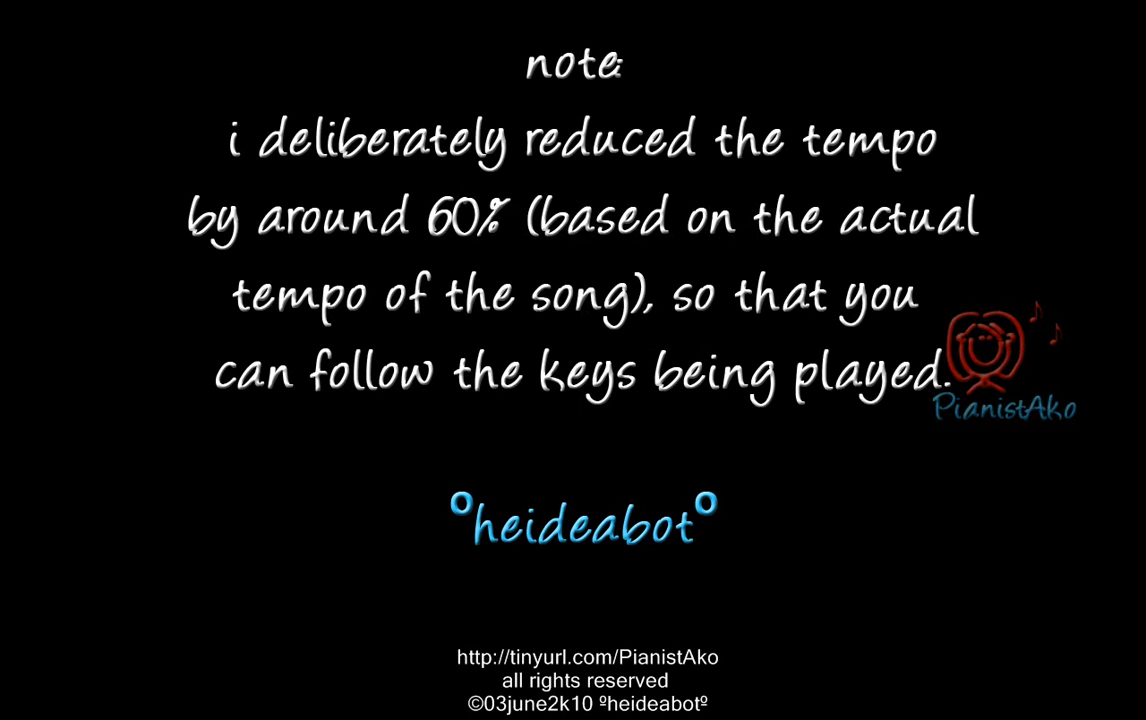 note:
i deliberately reduced the tempo
by around 60% (based on the actual
tempo of the song), so that you
can follow the keys being played.
PianistAko
ºheideabotº
http://tinyurl.com/PianistAko
all rights reserved
©03june2k10 ºheideabotº